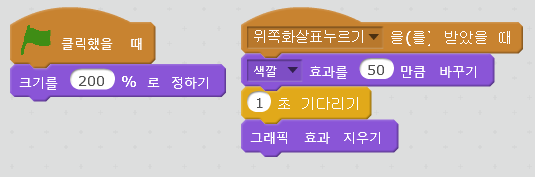 클릭했을 때
크기를 200 % 로 정하기
위쪽화살표누르기 을(를) 받았을 때
색깔 효과를 50 만큼 바꾸기
1 초 기다리기
그래픽 효과 지우기